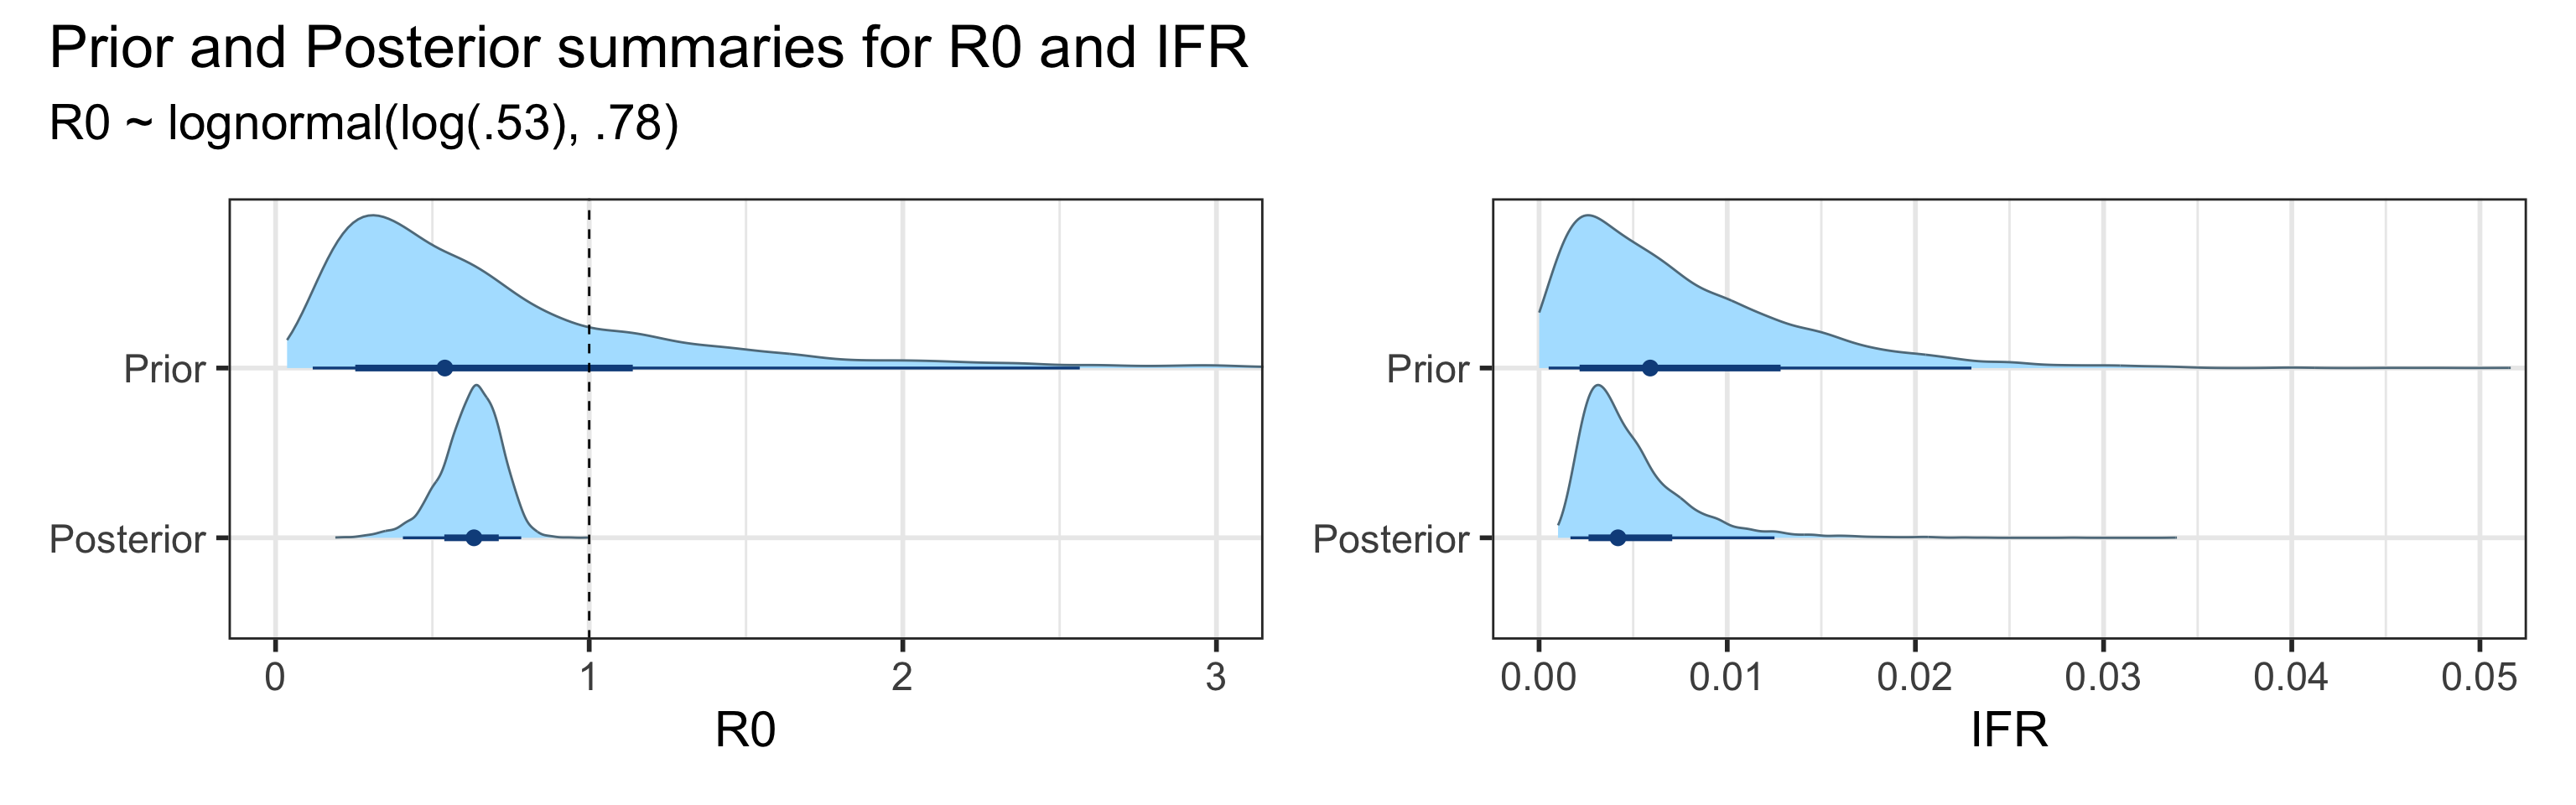 Prior and Posterior summaries for R0 and IFR
R0 ~ lognormal(log(.53), .78)
Prior
Posterior
0 1 2 3
R0
Prior
Posterior
0.00 0.01 0.02 0.03 0.04 0.05
IFR